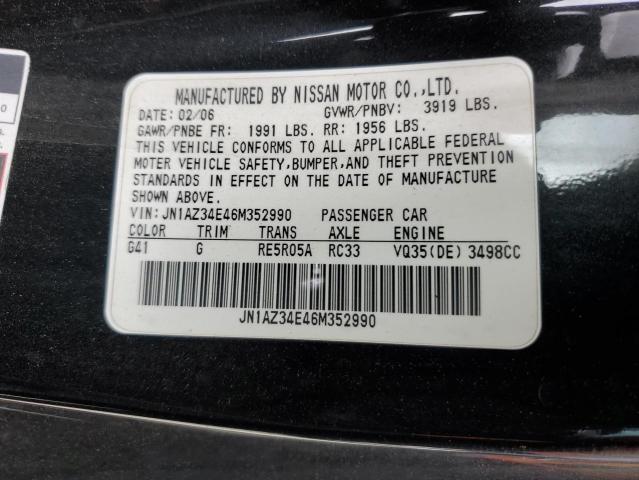 MANUFACTURED BY NISSAN MOTOR CO.,LTD.
DATE: 02/06 GVWR/PNBV: 3919 LBS.
GAWR/PNBE FR: 1991 LBS. RR: 1956 LBS.
THIS VEHICLE CONFORMS TO ALL APPLICABLE FEDERAL
MOTER VEHICLE SAFETY,BUMPER,AND THEFT PREVENTION
STANDARDS IN EFFECT ON THE DATE OF MANUFACTURE
SHOWN ABOVE.
VIN: JN1AZ34E46M352990 PASSENGER CAR
COLOR TRIM TRANS AXLE ENGINE
G41 G RE5R05A RC33 VQ35(DE) 3498CC
JN1AZ34E46M352990